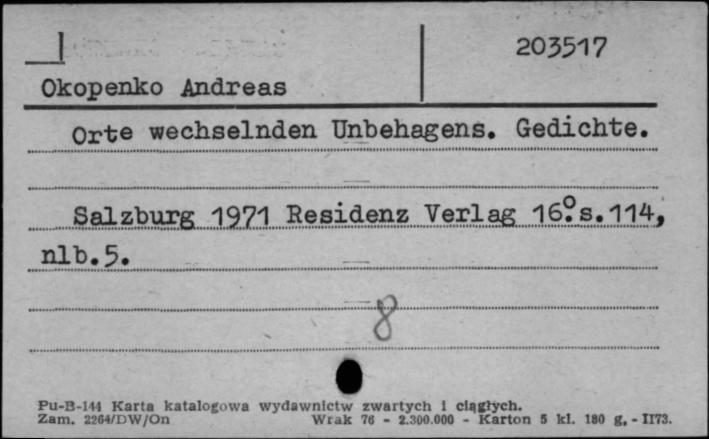 203517
Okopenko Andreas
Orte wechselnden Unbehagens. Gedichte.
Salzburg 1971 Residenz Verlag 16°.s.114,
nlb.5.
8
Pu-B-144 Karta katalogowa wydawnictw zwartych i ciągłych.
Zam. 2264/DW/On Wrak 76 - 2.300.000 - Karton 5 kl. 180 g. - II73.